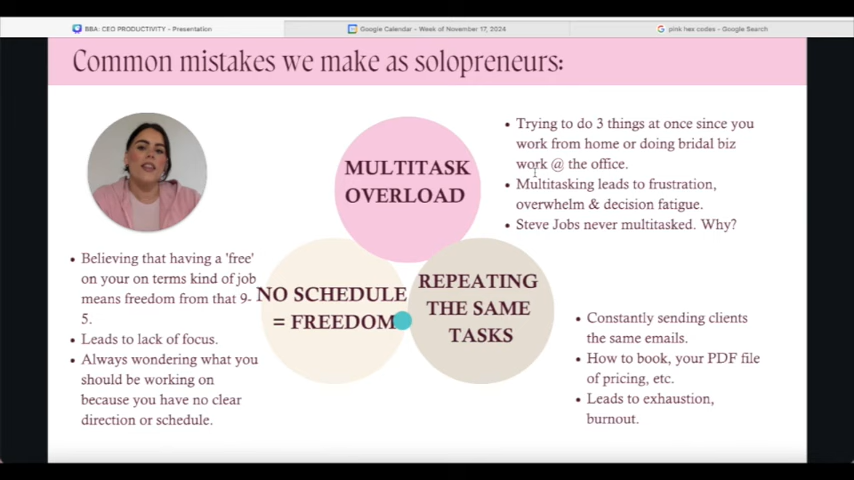 BBA: CEO PRODUCTIVITY - Presentation
Google Calendar - Week of November 17, 2024
pink hex codes - Google Search
Common mistakes we make as solopreneurs:
MULTITASK
OVERLOAD
• Trying to do 3 things at once since you
work from home or doing bridal biz
work @ the office.
• Multitasking leads to frustration,
overwhelm & decision fatigue.
• Steve Jobs never multitasked. Why?
• Believing that having a 'free'
on your on terms kind of job
means freedom from that 9-
5.
• Leads to lack of focus.
• Always wondering what you
should be working on
because you have no clear
direction or schedule.
NO SCHEDULE
= FREEDOM
REPEATING
THE SAME
TASKS
• Constantly sending clients
the same emails.
• How to book, your PDF file
of pricing, etc.
• Leads to exhaustion,
burnout.